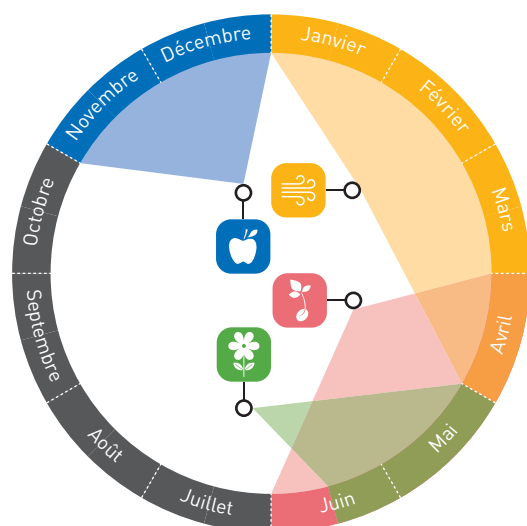 Janvier
Février
Mars
Avril
Mai
Juin
Juillet
Août
Septembre
Octobre
Novembre
Décembre